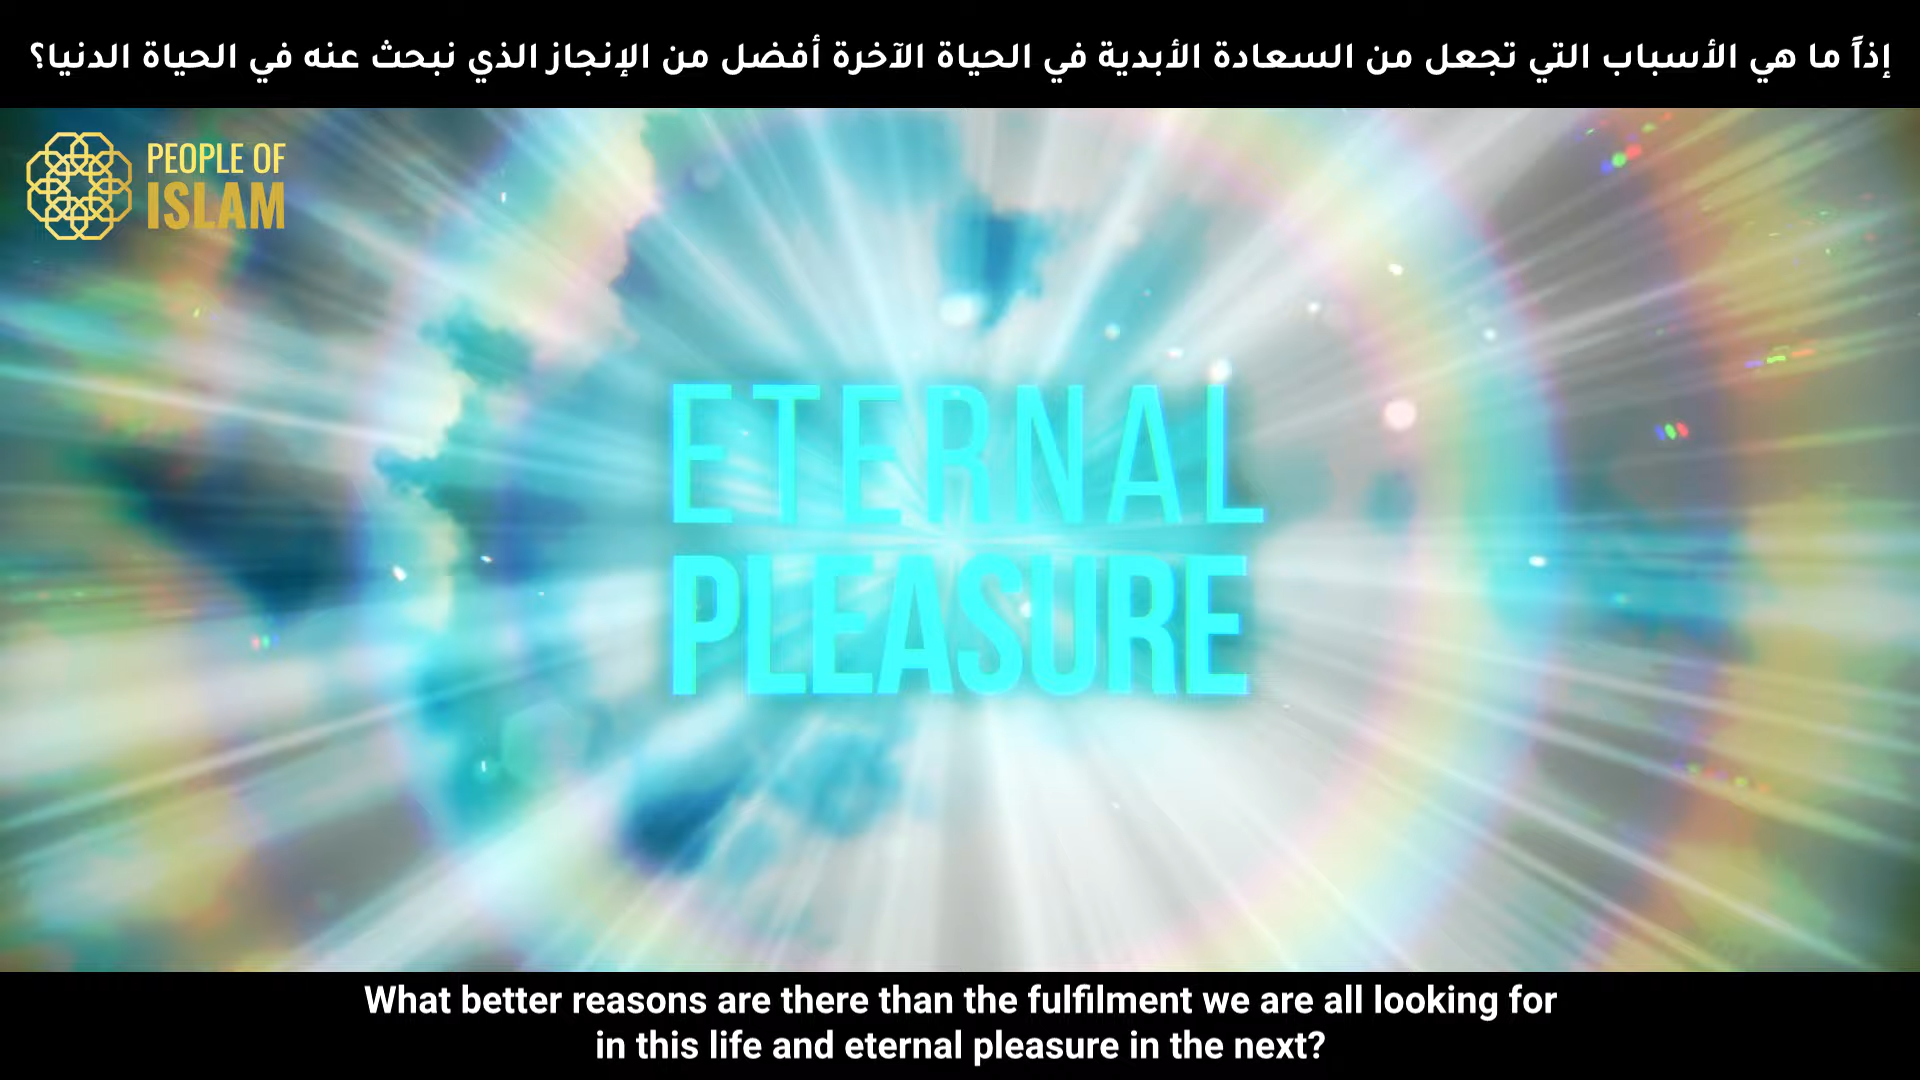 إذاً ما هي الأسباب التي تجعل من السعادة الأبدية في الحياة الآخرة أفضل من الإنجاز الذي نبحث عنه في الحياة الدنيا؟
PEOPLE OF
ISLAM
ETERNAL
PLEASURE
What better reasons are there than the fulfilment we are all looking for
in this life and eternal pleasure in the next?